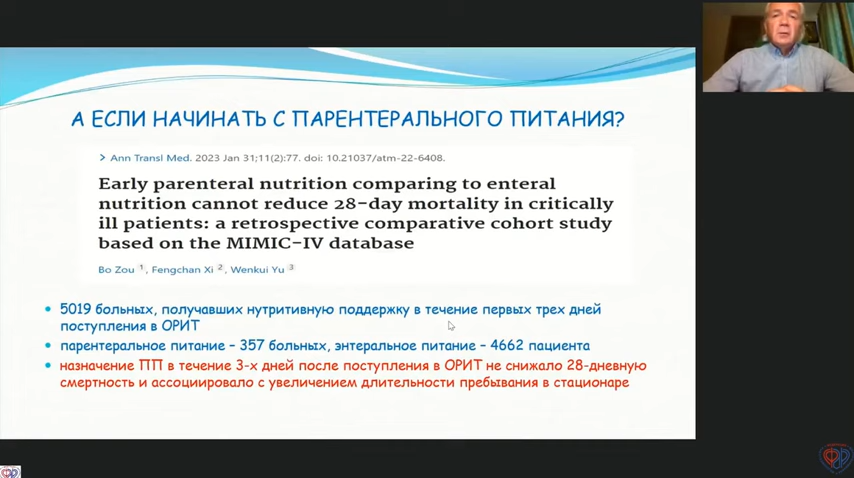 А ЕСЛИ НАЧИНАТЬ С ПАРЕНТЕРАЛЬНОГО ПИТАНИЯ?
> Ann Transl Med. 2023 Jan 31;11(2):77. doi: 10.21037/atm-22-6408.
Early parenteral nutrition comparing to enteral
nutrition cannot reduce 28-day mortality in critically
ill patients: a retrospective comparative cohort study
based on the MIMIC-IV database
Bo Zou 1, Fengchan Xi 2, Wenkui Yu 3
• 5019 больных, получавших нутритивную поддержку в течение первых трех дней
поступления в ОРИТ
• парентеральное питание – 357 больных, энтеральное питание – 4662 пациента
• назначение ПП в течение 3-х дней после поступления в ОРИТ не снижало 28-дневную
смертность и ассоциировало с увеличением длительности пребывания в стационаре